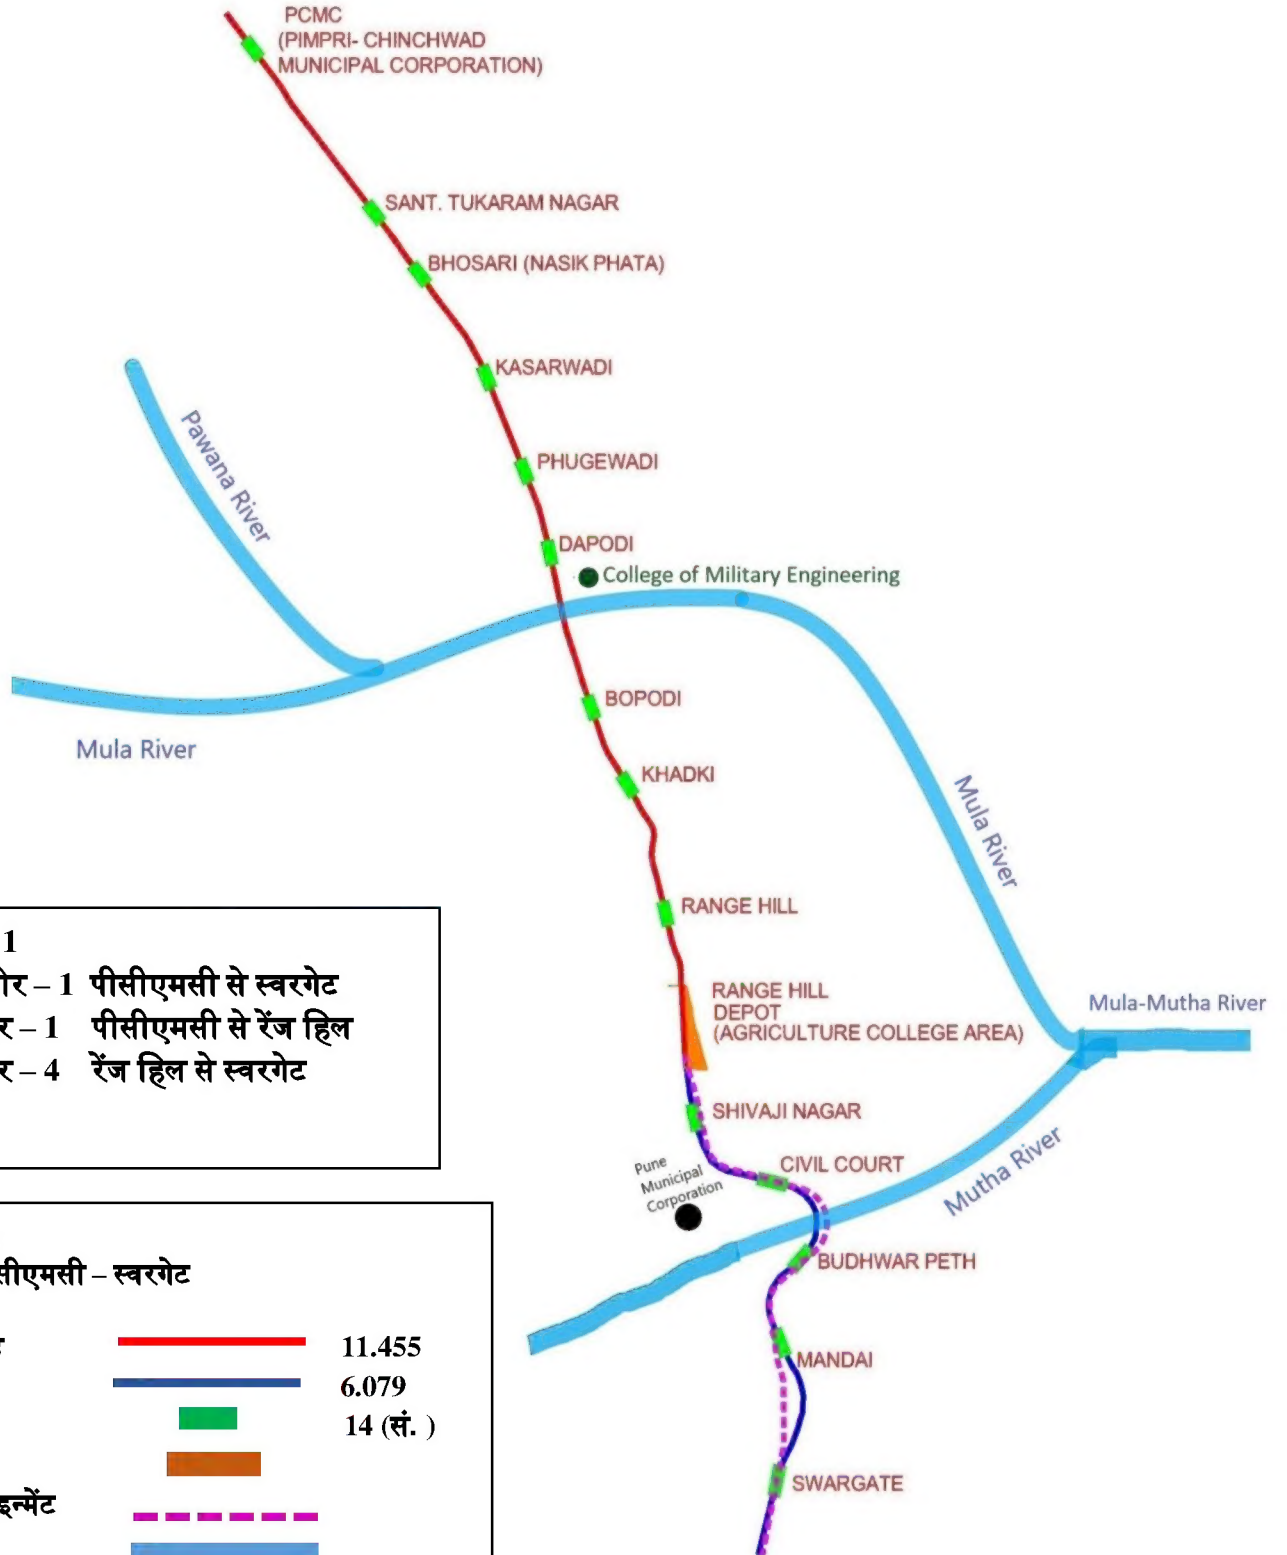 PCMC
(PIMPRI- CHINCHWAD
MUNICIPAL CORPORATION)
SANT. TUKARAM NAGAR
BHOSARI (NASIK PHATA)
KASARWADI
PHUGEWADI
Pawana River
DAPODI
College of Military Engineering
BOPODI
Mula River
KHADKI
Mula River
RANGE HILL
RANGE HILL
DEPOT
(AGRICULTURE COLLEGE AREA)
Mula-Mutha River
SHIVAJI NAGAR
CIVIL COURT
Pune
Municipal
Corporation
Mutha River
BUDHWAR PETH
MANDAI
SWARGATE
1
– 1 पीसीएमसी से स्वरगेट
– 1 पीसीएमसी से रेंज हिल
– 4 रेंज हिल से स्वरगेट
– स्वरगेट
11.455
6.079
14 (सं. )